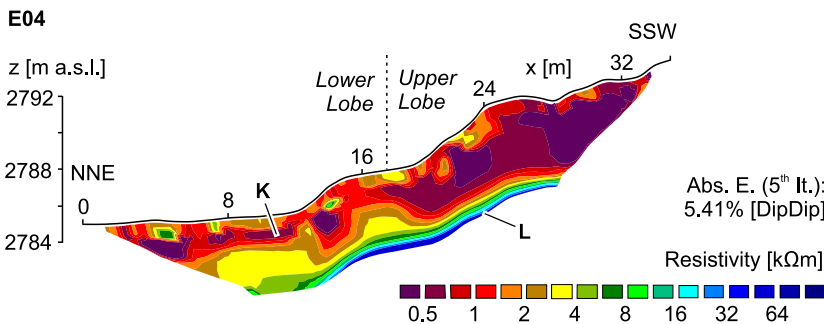 E04
SSW
z [m a.s.l.]
x [m]
32
2792
Lower
Lobe
Upper
Lobe
24
2788
NNE
16
K
8
0
2784
L
Abs. E. (5th It.):
5.41% [DipDip]
Resistivity [kΩm]
0.5 1 2 4 8 16 32 64